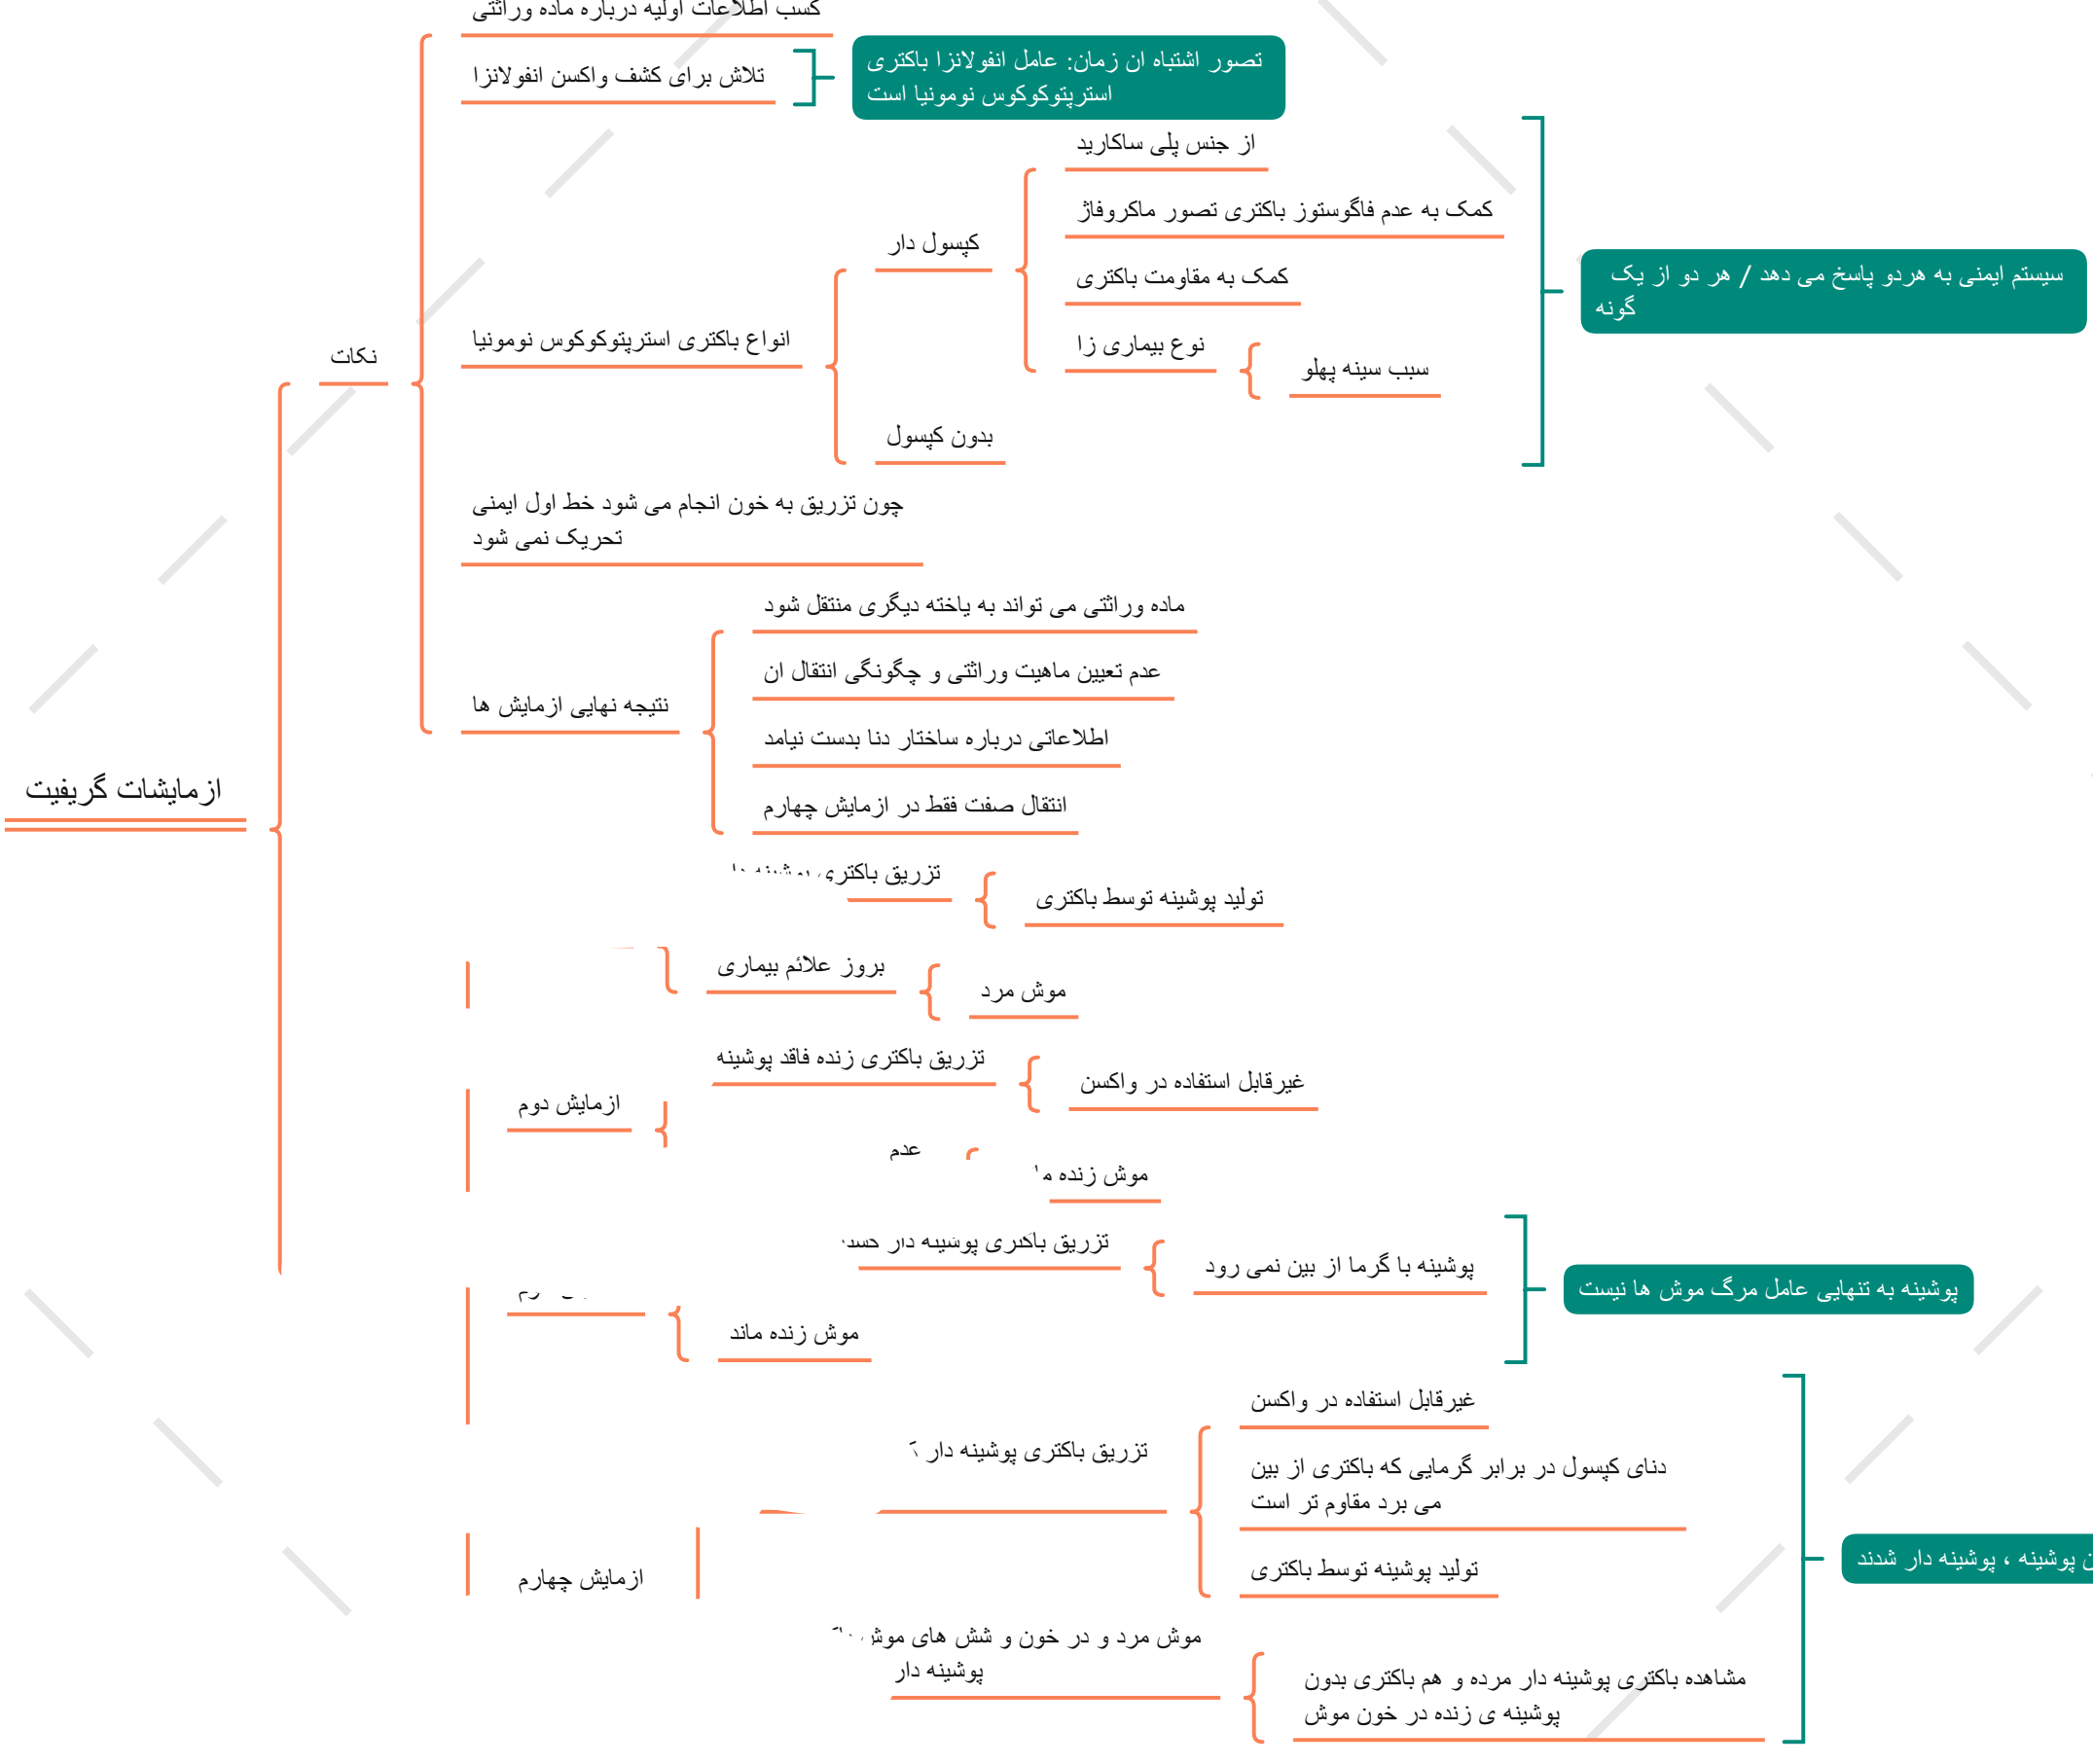 کسب اطلاعات اولیه درباره ماده وراثتی
تلاش برای کشف واکسن انفولانزا
تصور اشتباه ان زمان: عامل انفولانزا باکتری
استرپتوکوکوس نومونیا است
از جنس پلی ساکارید
کمک به عدم فاگوستوز باکتری تصور ماکروفاژ
کپسول دار
کمک به مقاومت باکتری
سیستم ایمنی به هردو پاسخ می دهد / هر دو از یک
گونه
انواع باکتری استرپتوکوکوس نومونیا
نوع بیماری زا
سبب سینه پهلو
نکات
بدون کپسول
چون تزریق به خون انجام می شود خط اول ایمنی
تحریک نمی شود
ماده وراثتی می تواند به یاخته دیگری منتقل شود
عدم تعیین ماهیت وراثتی و چگونگی انتقال ان
نتیجه نهایی ازمایش ها
اطلاعاتی درباره ساختار دنا بدست نیامد
انتقال صفت فقط در ازمایش چهارم
ازمایشات گریفیت
تزریق باکتری پوشینه
تولید پوشینه توسط باکتری
بروز علائم بیماری
موش مرد
تزریق باکتری زنده فاقد پوشینه
غیرقابل استفاده در واکسن
ازمایش دوم
عدم
موش زنده
تزریق باکتری پوشینه دار
پوشینه با گرما از بین نمی رود
پوشینه به تنهایی عامل مرگ موش ها نیست
موش زنده ماند
غیرقابل استفاده در واکسن
تزریق باکتری پوشینه دار
دنای کپسول در برابر گرمایی که باکتری از بین
می برد مقاوم تر است
تولید پوشینه توسط باکتری
پوشینه ، پوشینه دار شدند
ازمایش چهارم
موش مرد و در خون و شش های موش
پوشینه دار
مشاهده باکتری پوشینه دار مرده و هم باکتری بدون
پوشینه ی زنده در خون موش